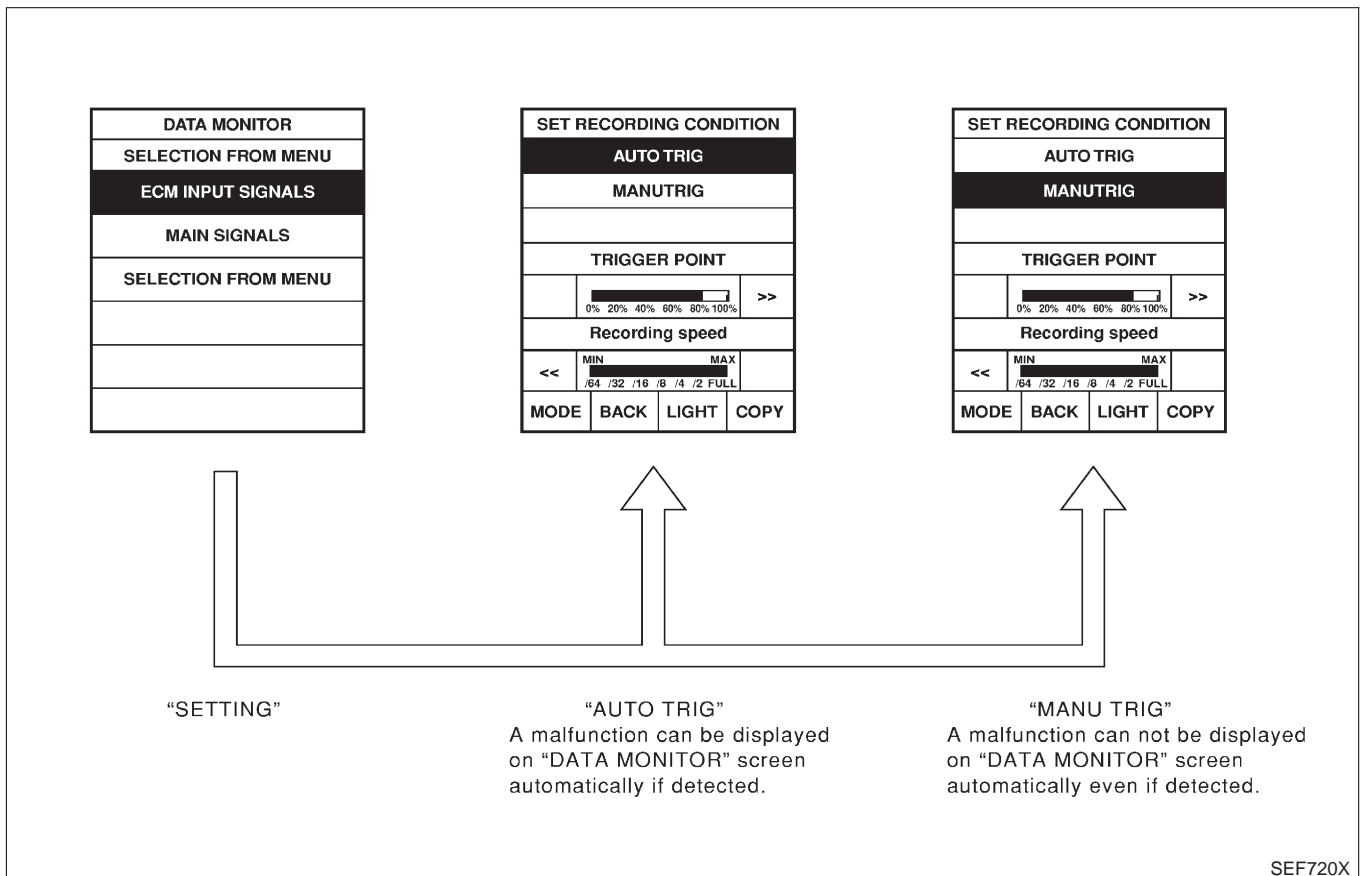 DATA MONITOR
SELECTION FROM MENU
ECM INPUT SIGNALS
MAIN SIGNALS
SELECTION FROM MENU
SET RECORDING CONDITION
AUTO TRIG
MANUTRIG
TRIGGER POINT
>>
0% 20% 40% 60% 80% 100%
Recording speed
MIN MAX
<<
/64 /32 /16 /8 /4 /2 FULL
MODE BACK LIGHT COPY
SET RECORDING CONDITION
AUTO TRIG
MANUTRIG
TRIGGER POINT
>>
0% 20% 40% 60% 80% 100%
Recording speed
MIN MAX
<<
/64 /32 /16 /8 /4 /2 FULL
MODE BACK LIGHT COPY
“SETTING”
“AUTO TRIG”
A malfunction can be displayed
on “DATA MONITOR” screen
automatically if detected.
“MANU TRIG”
A malfunction can not be displayed
on “DATA MONITOR” screen
automatically even if detected.
SEF720X